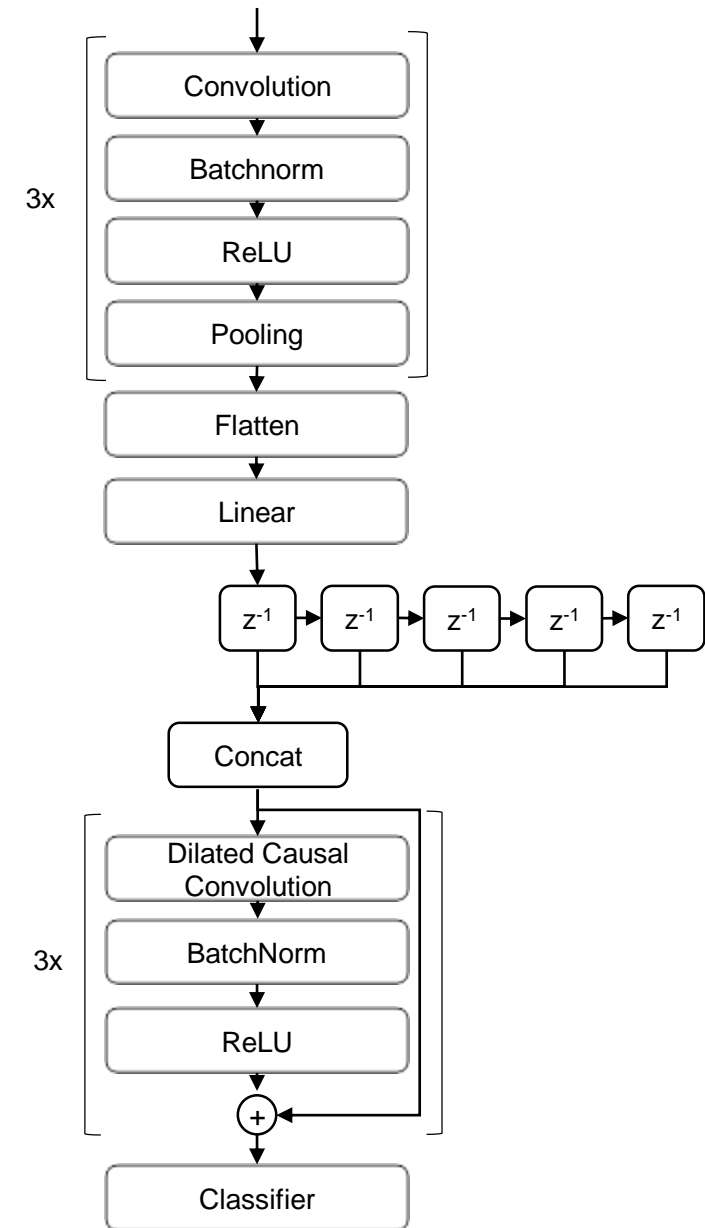 Convolution
Batchnorm
3x
ReLU
Pooling
Flatten
Linear
z-1 z-1 z-1 z-1 z-1
Concat
Dilated Causal
Convolution
BatchNorm
3x
ReLU
+
Classifier